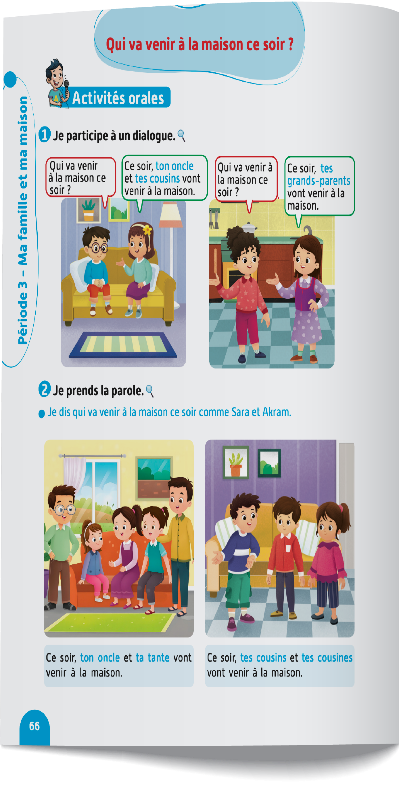 Qui va venir à la maison ce soir ?
Activités orales
Période 3 – Ma famille et ma maison
1 Je participe à un dialogue.
Qui va venir
à la maison ce
soir ?
Ce soir, ton oncle
et tes cousins vont
venir à la maison.
Qui va venir à
la maison ce
soir ?
Ce soir, tes
grands-parents
vont venir à la
maison.
2 Je prends la parole.
Je dis qui va venir à la maison ce soir comme Sara et Akram.
Ce soir, ton oncle et ta tante vont
venir à la maison.
Ce soir, tes cousins et tes cousines
vont venir à la maison.
66